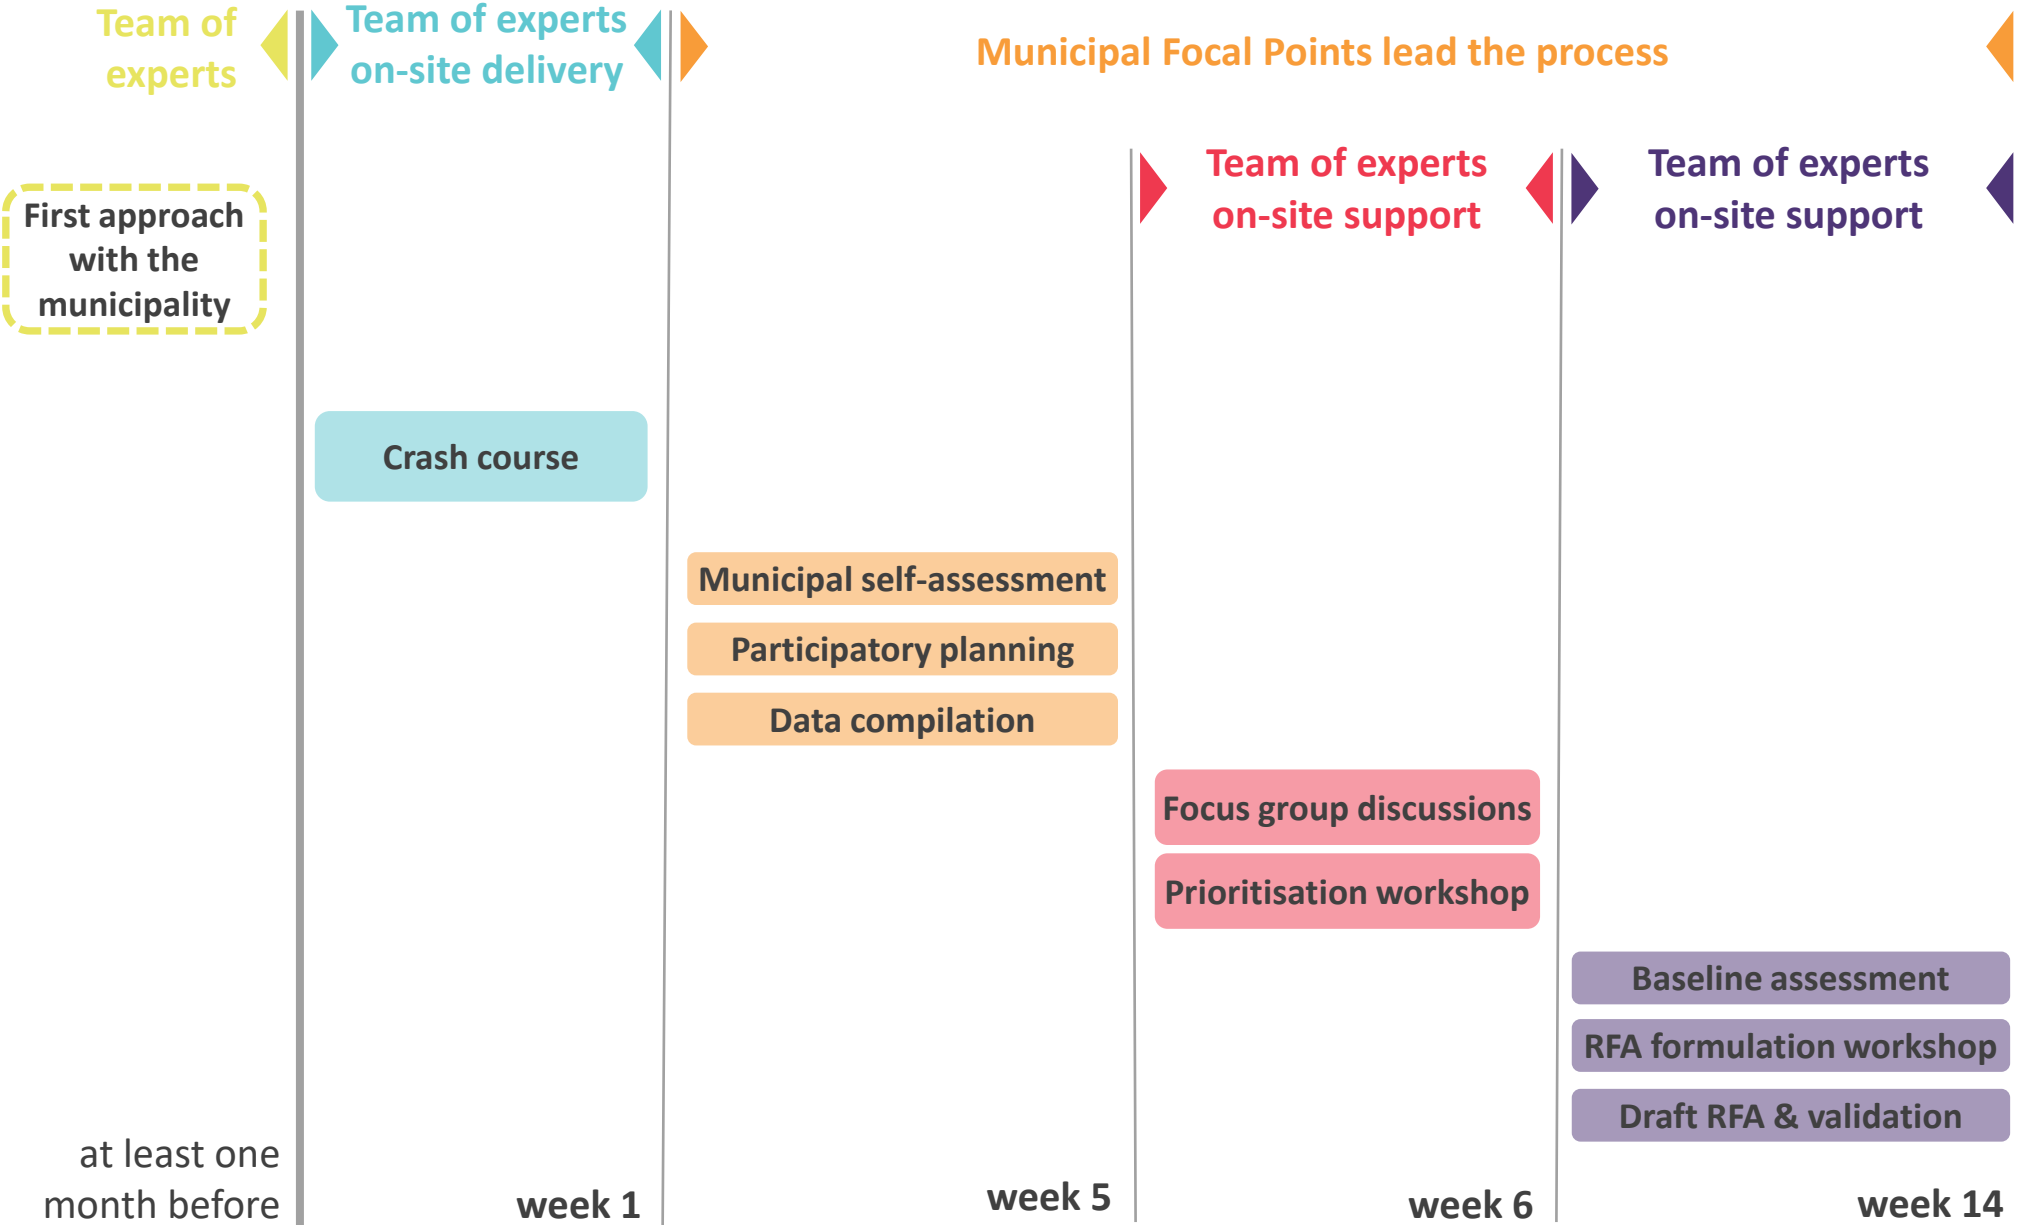 Team of
experts
Team of experts
on-site delivery
Municipal Focal Points lead the process
Team of experts
on-site support
Team of experts
on-site support
First approach
with the
municipality
Crash course
Municipal self-assessment
Participatory planning
Data compilation
Focus group discussions
Prioritisation workshop
Baseline assessment
RFA formulation workshop
Draft RFA & validation
at least one
month before
week 1
week 5
week 6
week 14